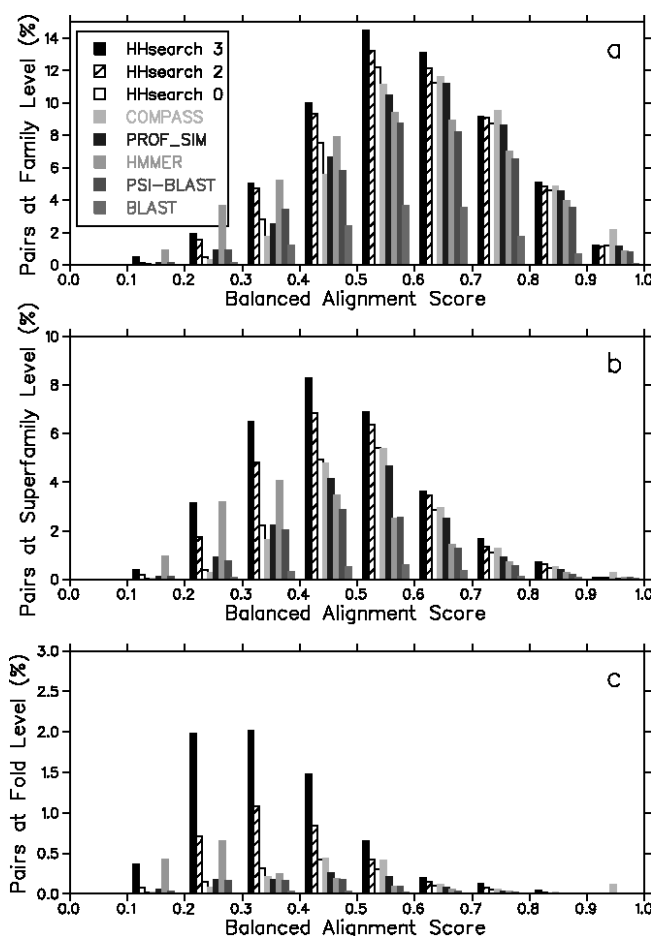 Pairs at Family Level (%)
14
12
10
8
6
4
2
0
HHsearch 3
HHsearch 2
HHsearch 0
COMPASS
PROF_SIM
HMMER
PSI-BLAST
BLAST
a
0.0 0.1 0.2 0.3 0.4 0.5 0.6 0.7 0.8 0.9 1.0
Balanced Alignment Score
Pairs at Superfamily Level (%)
10
8
6
4
2
0
b
0.0 0.1 0.2 0.3 0.4 0.5 0.6 0.7 0.8 0.9 1.0
Balanced Alignment Score
Pairs at Fold Level (%)
3.0
2.5
2.0
1.5
1.0
0.5
0.0
c
0.0 0.1 0.2 0.3 0.4 0.5 0.6 0.7 0.8 0.9 1.0
Balanced Alignment Score